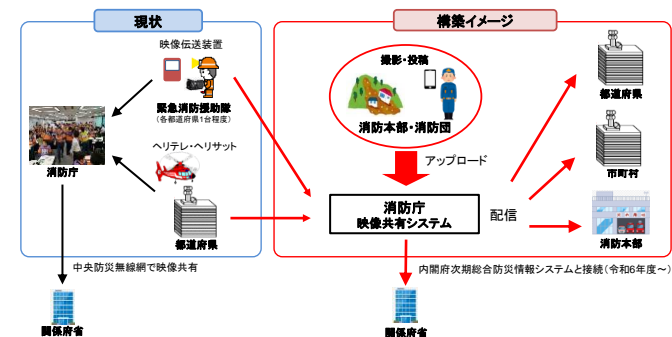 現状
映像伝送装置
緊急消防援助隊
(各都道府県1台程度)
消防庁
ヘリテレ・ヘリサット
都道府県
中央防災無線網で映像共有
関係府省
構築イメージ
撮影・投稿
消防本部・消防団
アップロード
消防庁
映像共有システム
配信
都道府県
市町村
消防本部
内閣府次期総合防災情報システムと接続(令和6年度~)
関係府省